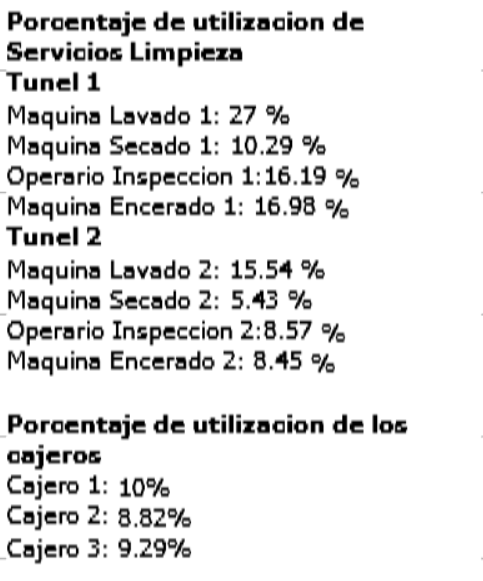 Porcentaje de utilizacion de
Servicios Limpieza
Tunel 1
Maquina Lavado 1: 27 %
Maquina Secado 1: 10.29 %
Operario Inspeccion 1:16.19 %
Maquina Encerado 1: 16.98 %
Tunel 2
Maquina Lavado 2: 15.54 %
Maquina Secado 2: 5.43 %
Operario Inspeccion 2:8.57 %
Maquina Encerado 2: 8.45 %
Porcentaje de utilizacion de los
cajeros
Cajero 1: 10%
Cajero 2: 8.82%
Cajero 3: 9.29%